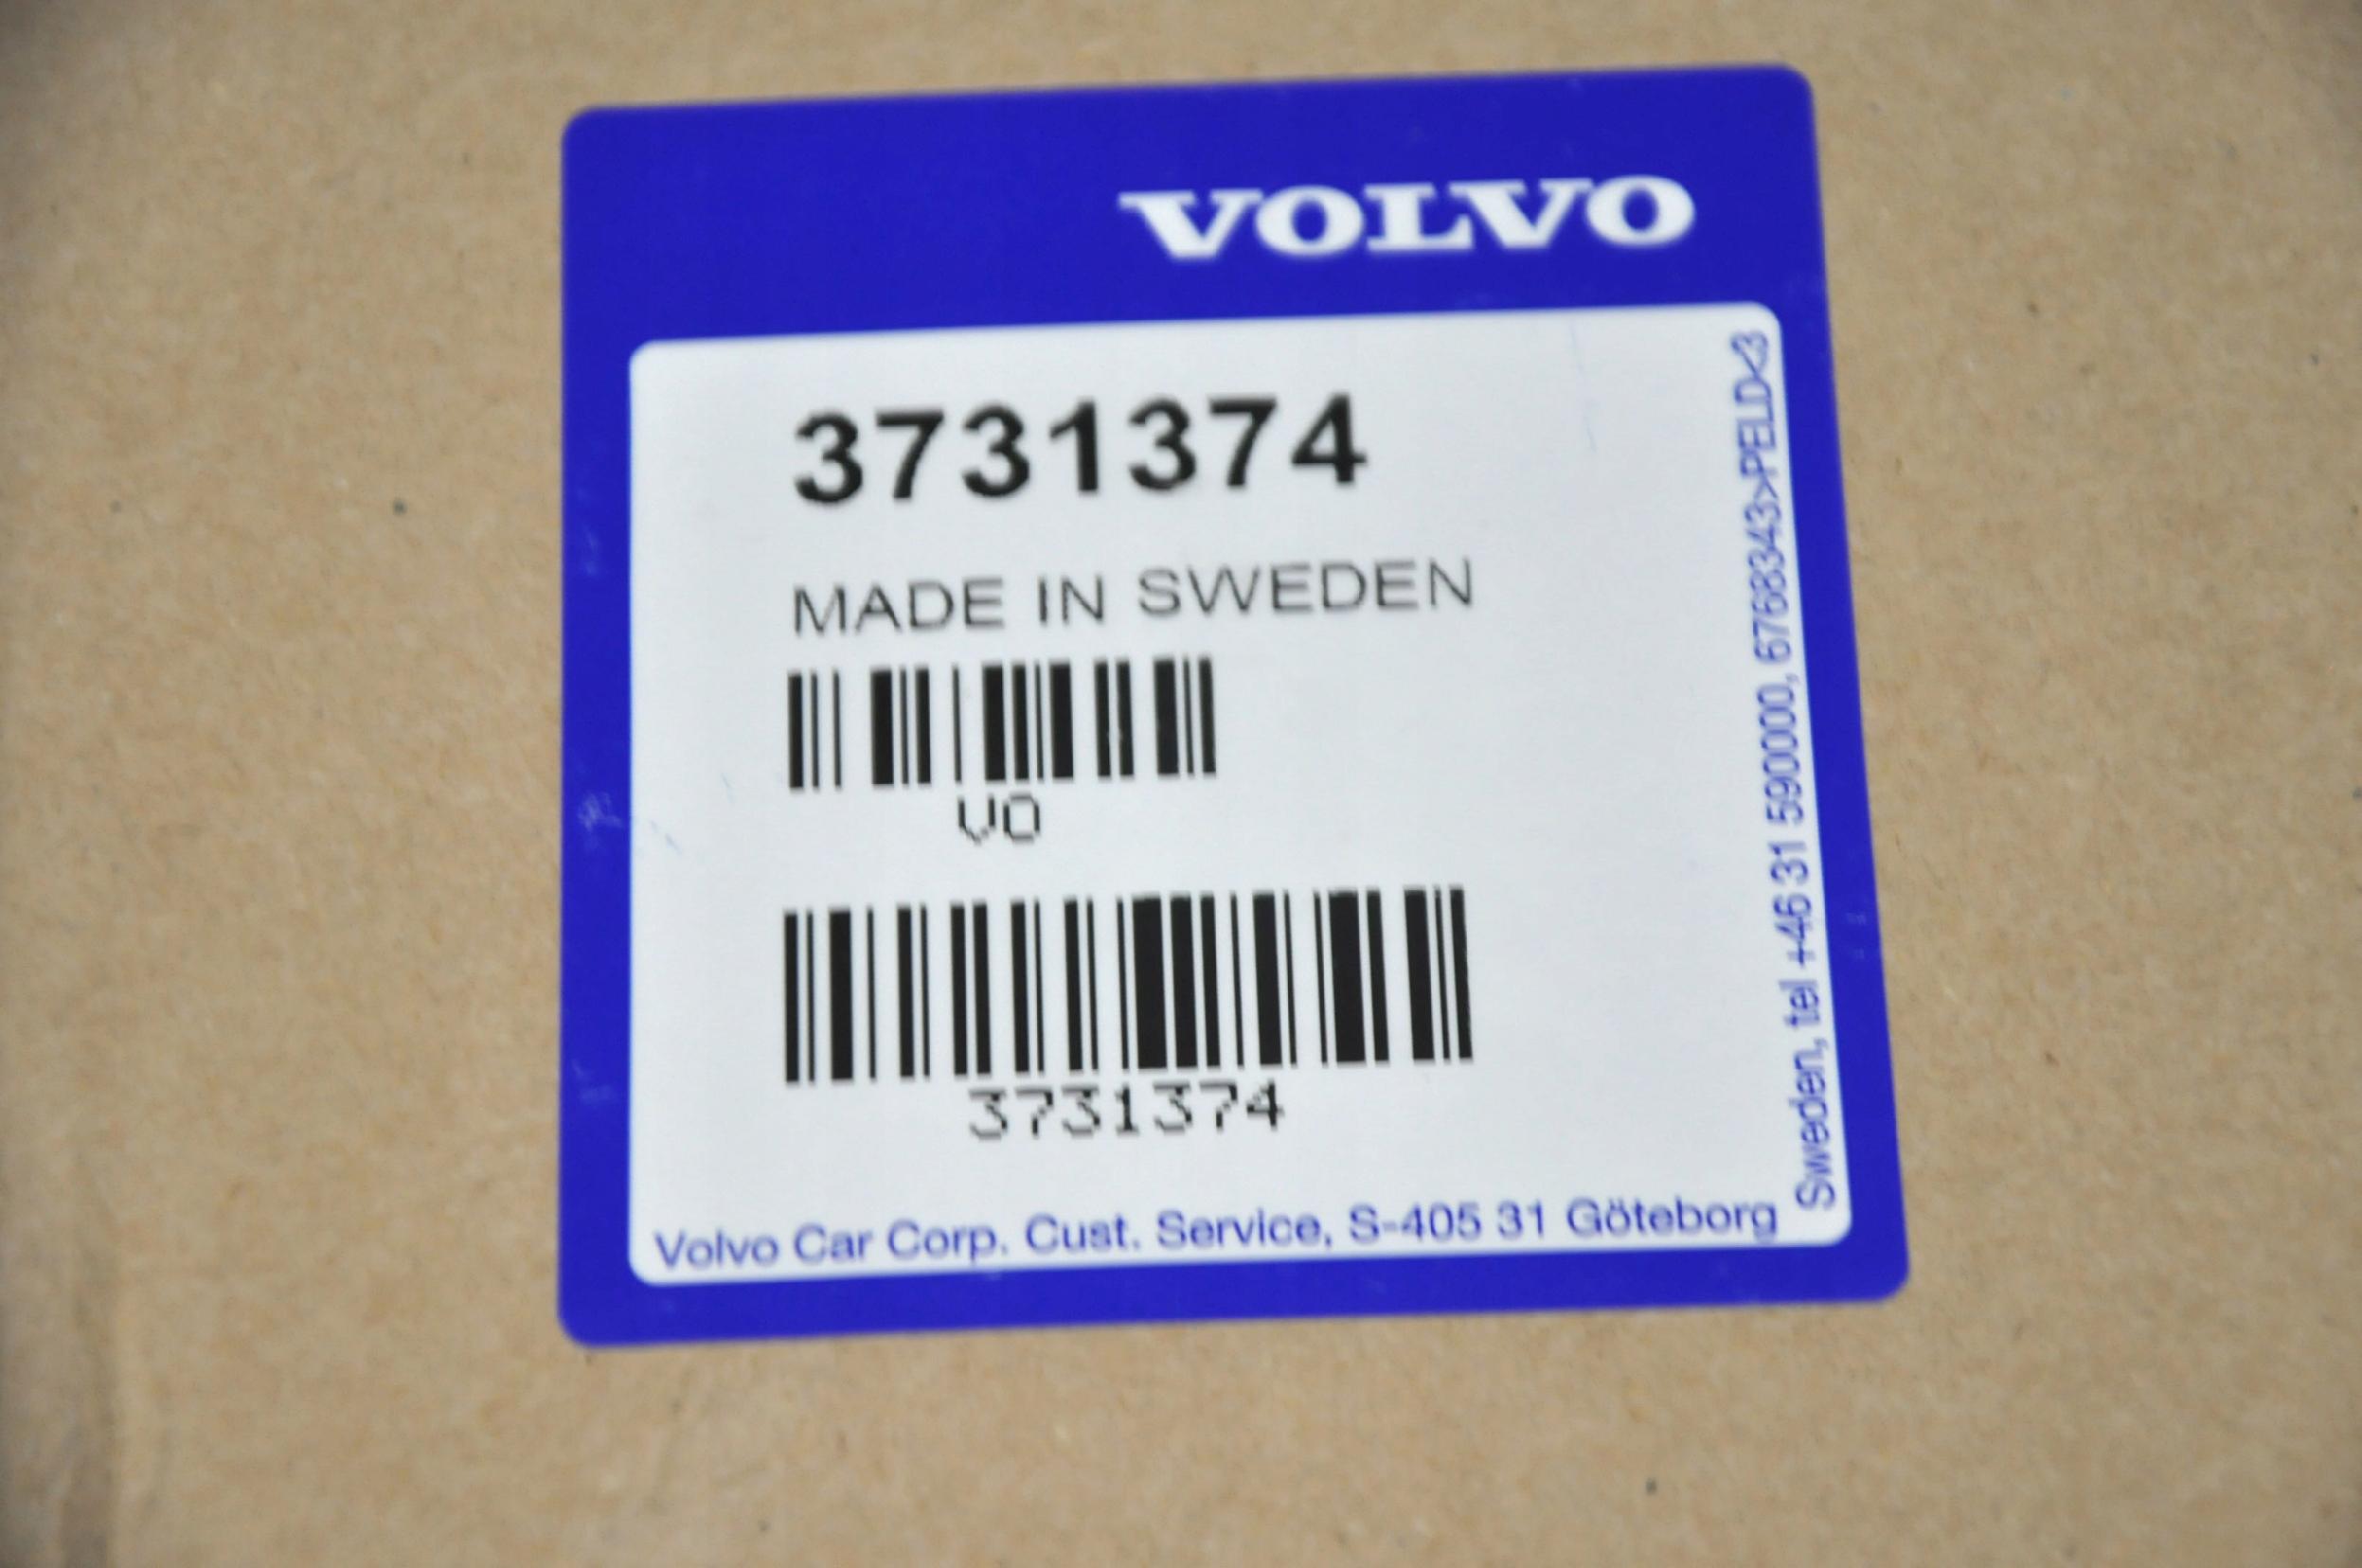 VOLVO
3731374
MADE IN SWEDEN
VO
3731374
Volvo Car Corp. Cust. Service, S-405 31 Göteborg
Sweden, tel +46 31 590000, 6768343>PELD<3